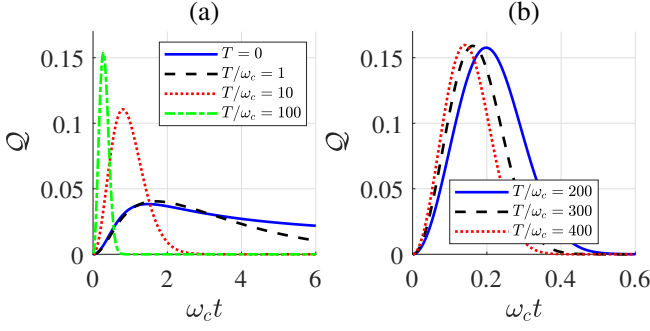 (a)
0.15
0.1
0.05
0
𝒬
T = 0
T/ω_c = 1
T/ω_c = 10
T/ω_c = 100
0 2 4 6
ω_c t
(b)
0.15
0.1
0.05
0
𝒬
T/ω_c = 200
T/ω_c = 300
T/ω_c = 400
0 0.2 0.4 0.6
ω_c t